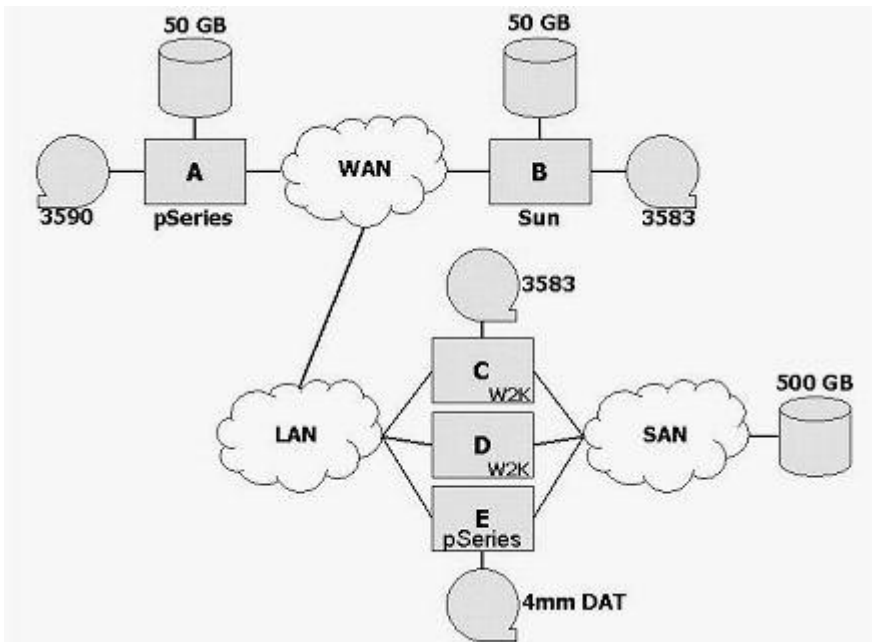 50 GB
50 GB
A
WAN
B
3590
pSeries
Sun
3583
3583
C
W2K
500 GB
LAN
D
W2K
SAN
E
pSeries
4mm DAT